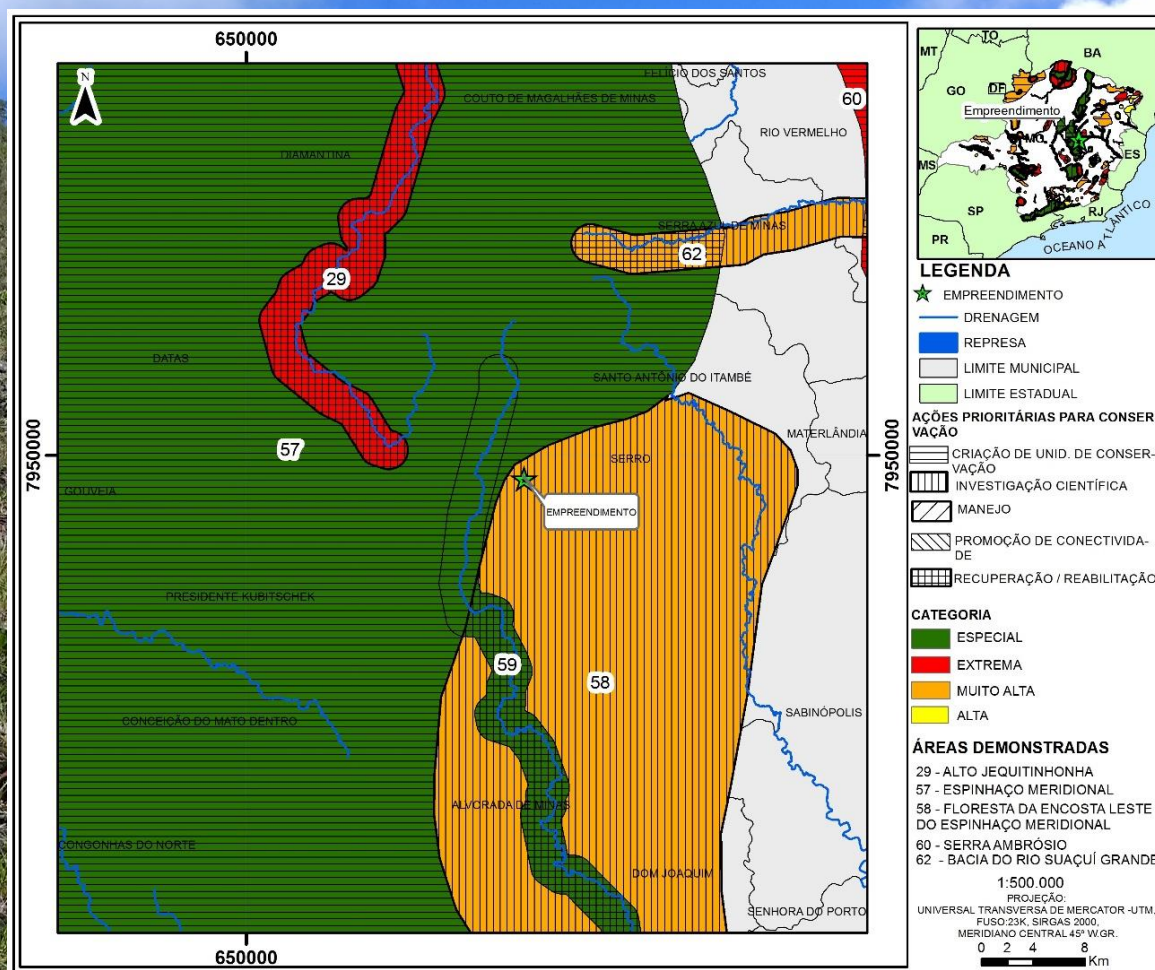 650000
N
FELÍCIO DOS SANTOS
COUTO DE MAGALHÃES DE MINAS
60
RIO VERMELHO
DIAMANTINA
SERRA AZUL DE MINAS
62
29
DATAS
SANTO ANTÔNIO DO ITAMBÉ
MATERLÂNDIA
57
SERRO
7950000
7950000
GOUVEIA
EMPREENDIMENTO
PRESIDENTE KUBITSCHEK
59
58
SABINÓPOLIS
CONCEIÇÃO DO MATO DENTRO
ALVORADA DE MINAS
CONGONHAS DO NORTE
DOM JOAQUIM
SENHORA DO PORTO
650000
TO
MT
BA
GO
DF
Empreendimento
MG
ES
MS
SP
RJ
PR
OCEANO ATLÂNTICO
LEGENDA
EMPREENDIMENTO
DRENAGEM
REPRESA
LIMITE MUNICIPAL
LIMITE ESTADUAL
AÇÕES PRIORITÁRIAS PARA CONSER
VAÇÃO
CRIAÇÃO DE UNID. DE CONSER-
VAÇÃO
INVESTIGAÇÃO CIENTÍFICA
MANEJO
PROMOÇÃO DE CONECTIVIDA-
DE
RECUPERAÇÃO / REABILITAÇÃO
CATEGORIA
ESPECIAL
EXTREMA
MUITO ALTA
ALTA
ÁREAS DEMONSTRADAS
29 - ALTO JEQUITINHONHA
57 - ESPINHAÇO MERIDIONAL
58 - FLORESTA DA ENCOSTA LESTE
DO ESPINHAÇO MERIDIONAL
60 - SERRA AMBRÓSIO
62 - BACIA DO RIO SUAÇUÍ GRANDE
1:500.000
PROJEÇÃO:
UNIVERSAL TRANSVERSA DE MERCATOR -UTM,
FUSO:23K, SIRGAS 2000,
MERIDIANO CENTRAL 45º W.GR.
0 2 4 8
Km